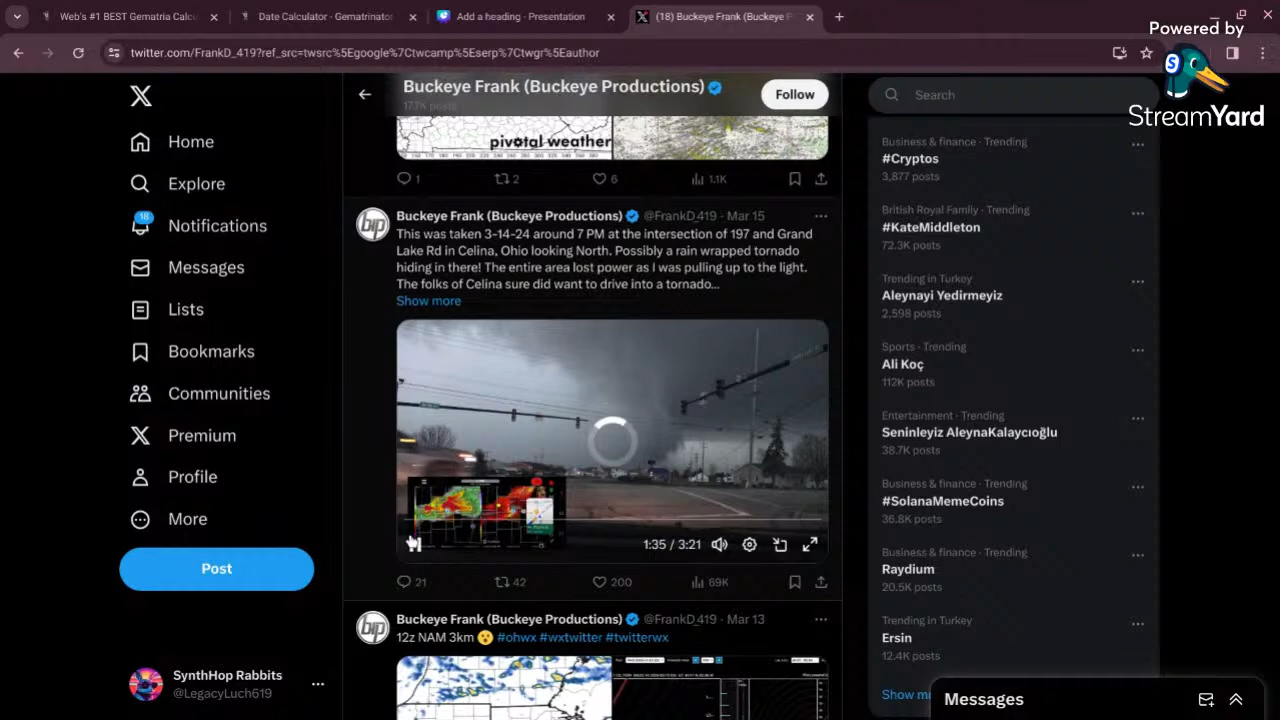 Web's #1 BEST Gematria Calcu
Date Calculator - Gematrinator
Add a heading - Presentation
(18) Buckeye Frank (Buckeye P
twitter.com/FrankD_419?ref_src=twsrc%5Egoogle%7Ctwcamp%5Eserp%7Ctwgr%5Eauthor
Powered by
StreamYard
Home
Explore
18
Notifications
Messages
Lists
Bookmarks
Communities
Premium
Profile
More
Post
SynthHop Rabbits
@LegacyLuch619
Buckeye Frank (Buckeye Productions)
17.7K posts
Follow
pivotal weather
1
2
6
1.1K
bip
Buckeye Frank (Buckeye Productions) @FrankD_419 · Mar 15
This was taken 3-14-24 around 7 PM at the intersection of 197 and Grand
Lake Rd in Celina, Ohio looking North. Possibly a rain wrapped tornado
hiding in there! The entire area lost power as I was pulling up to the light.
The folks of Celina sure did want to drive into a tornado...
Show more
1:35 / 3:21
21
42
200
69K
bip
Buckeye Frank (Buckeye Productions) @FrankD_419 · Mar 13
12z NAM 3km 😮 #ohwx #wxtwitter #twitterwx
Search
Business & finance · Trending
#Cryptos
3,877 posts
British Royal Family · Trending
#KateMiddleton
72.3K posts
Trending in Turkey
Aleynayi Yedirmeyiz
2,598 posts
Sports · Trending
Ali Koç
112K posts
Entertainment · Trending
Seninleyiz AleynaKalaycıoğlu
38.7K posts
Business & finance · Trending
#SolanaMemeCoins
36.8K posts
Business & finance · Trending
Raydium
20.5K posts
Trending in Turkey
Ersin
12.4K posts
Show m
Messages